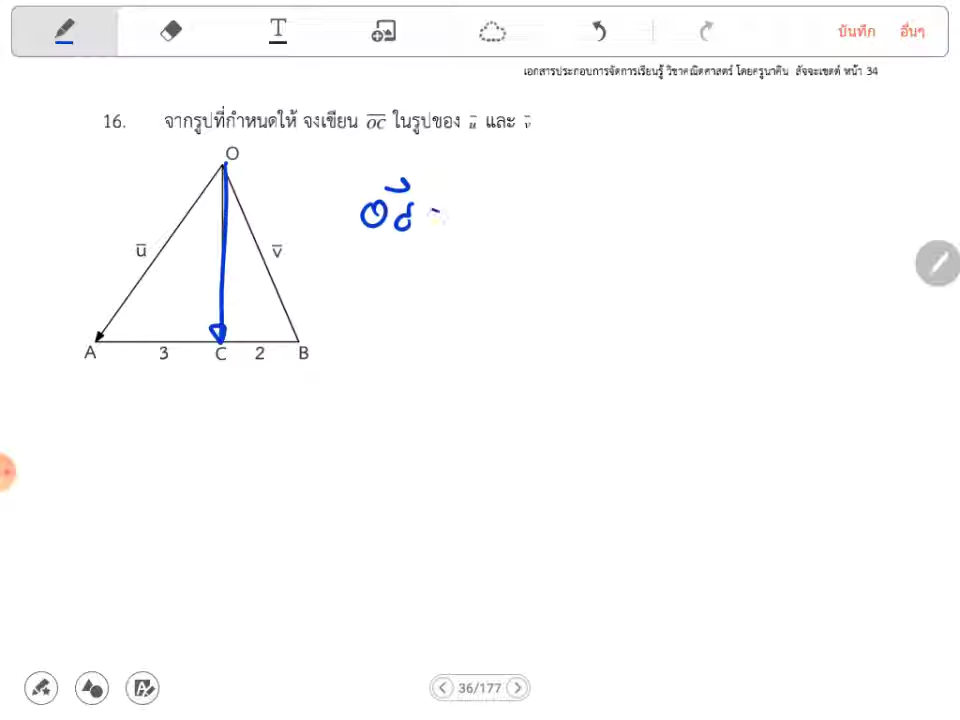 T บันทึก อื่นๆ
เอกสารประกอบการจัดการเรียนรู้ วิชาคณิตศาสตร์ โดยครูนาคิน สัจจะเขตต์ หน้า 34
16. จากรูปที่กำหนดให้ จงเขียน O̅C̅ ในรูปของ u̅ และ v̅
O
u̅ v̅
A 3 C 2 B
36/177